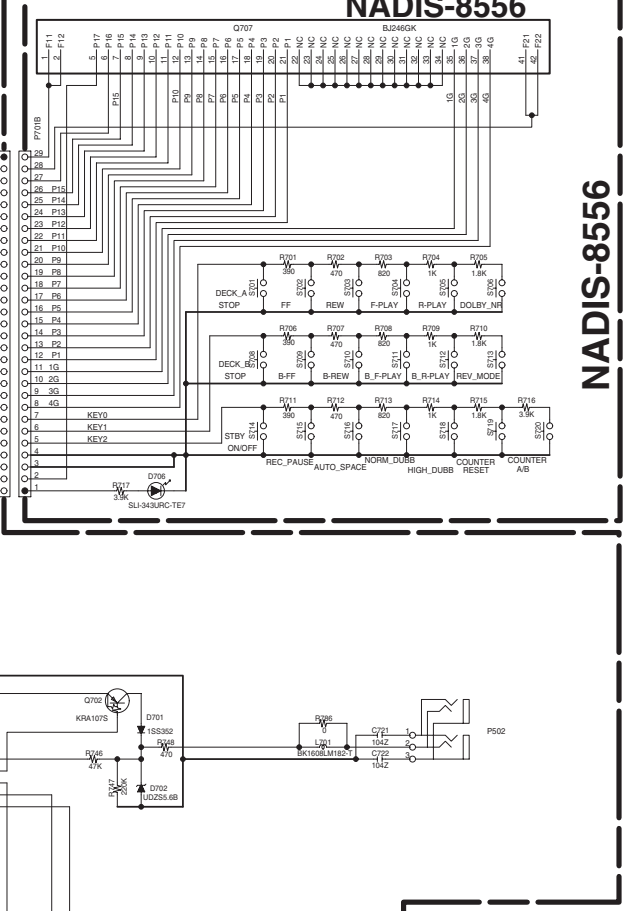 NADIS-8556
Q707 BJ246GK
F11 F12 P17 P16 P15 P14 P13 P12 P11 P10 P9 P8 P7 P6 P5 P4 P3 P2 P1 NC NC NC NC NC NC NC NC NC NC NC NC NC 1G 2G 3G 4G F21 F22
1 2 5 6 7 8 9 10 11 12 13 14 15 16 17 18 19 20 21 22 23 24 25 26 27 28 29 30 31 32 33 34 35 36 37 38 41 42
P15 P10 P9 P8 P7 P6 P5 P4 P3 P2 P1 1G 2G 3G 4G
P701B
29
28
27
26 P15
25 P14
24 P13
23 P12
22 P11
21 P10
20 P9
19 P8
18 P7
17 P6
16 P5
15 P4
14 P3
13 P2
12 P1
11 1G
10 2G
9 3G
8 4G
7 KEY0
6 KEY1
5 KEY2
4
3
2
1
R701 R702 R703 R704 R705
390 470 820 1K 1.8K
S701 S702 S703 S704 S705 S706
DECK_A
STOP FF REW F-PLAY R-PLAY DOLBY_NR
R706 R707 R708 R709 R710
390 470 820 1K 1.8K
S708 S709 S710 S711 S712 S713
DECK_B
STOP B-FF B-REW B_F-PLAY B_R-PLAY REV_MODE
R711 R712 R713 R714 R715 R716
390 470 820 1K 1.8K 3.9K
S714 S715 S716 S717 S718 S719 S720
STBY
ON/OFF
REC_PAUSE AUTO_SPACE NORM_DUBB HIGH_DUBB COUNTER RESET COUNTER A/B
R717
3.9K
D706
SLI-343URC-TE7
NADIS-8556
Q702
KRA107S
D701
1SS352
R748
470
R746
47K
R747
220K
D702
UDZS5.6B
R786
0
L701
BK1608LM182-T
C721
104Z
C722
104Z
1
2
3
P502